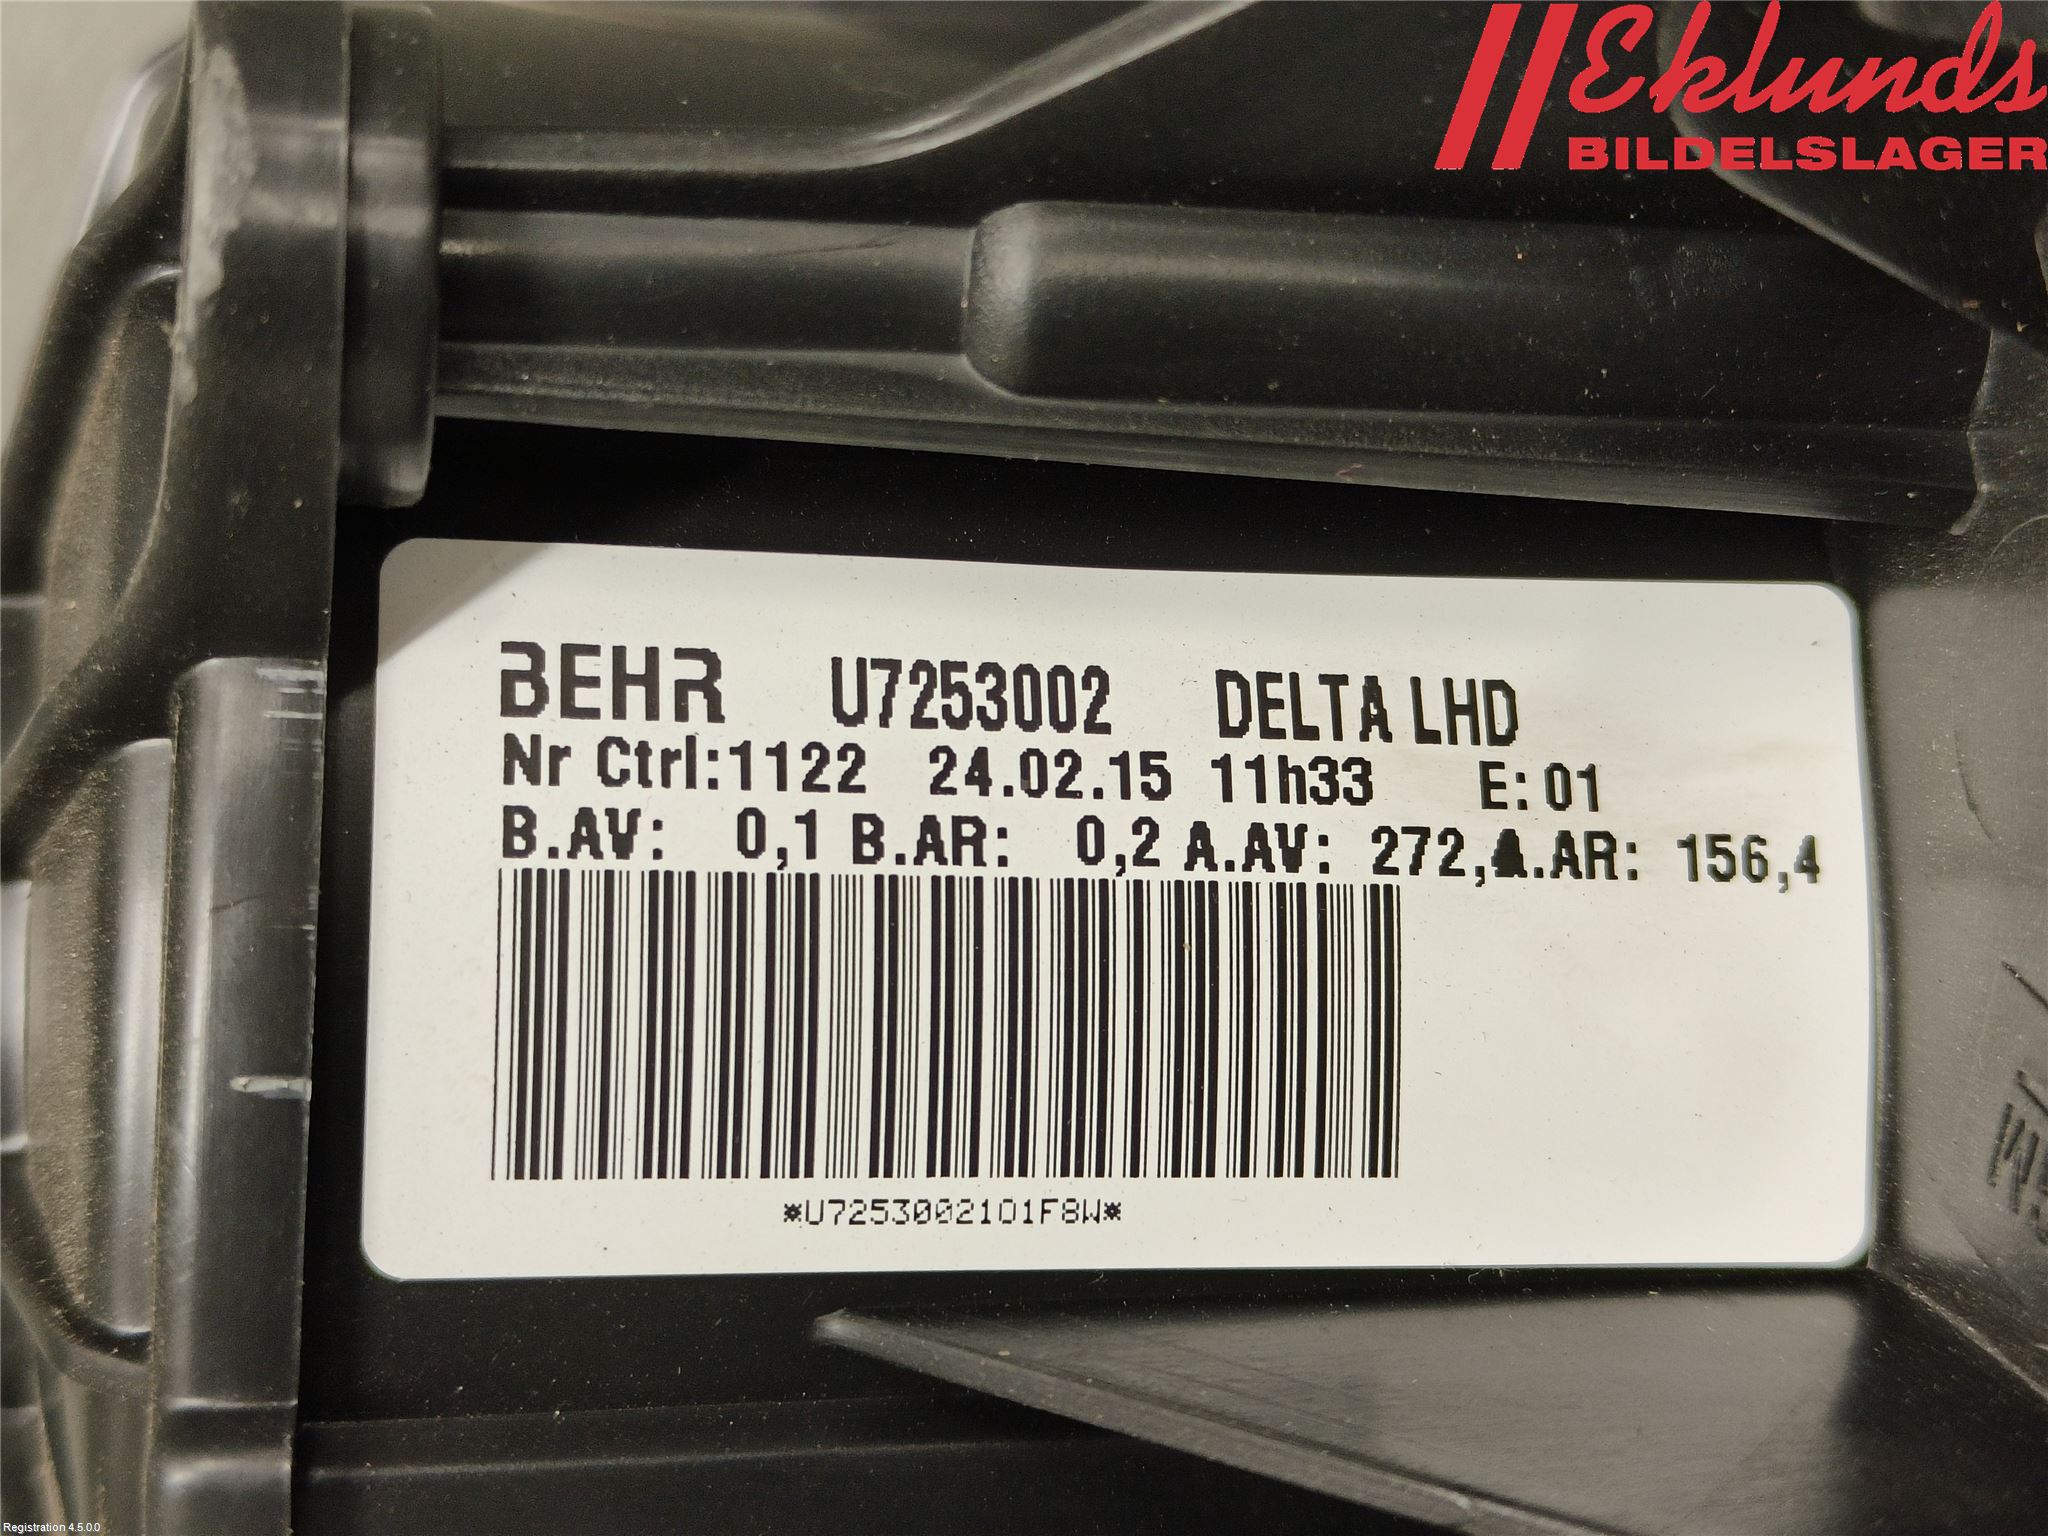 Eklunds
BILDELSLAGER
BEHR U7253002 DELTA LHD
Nr Ctrl:1122 24.02.15 11h33 E: 01
B.AV: 0,1 B.AR: 0,2 A.AV: 272, .AR: 156,4
*U7253002101F8W*
Registration 4.5.0.0